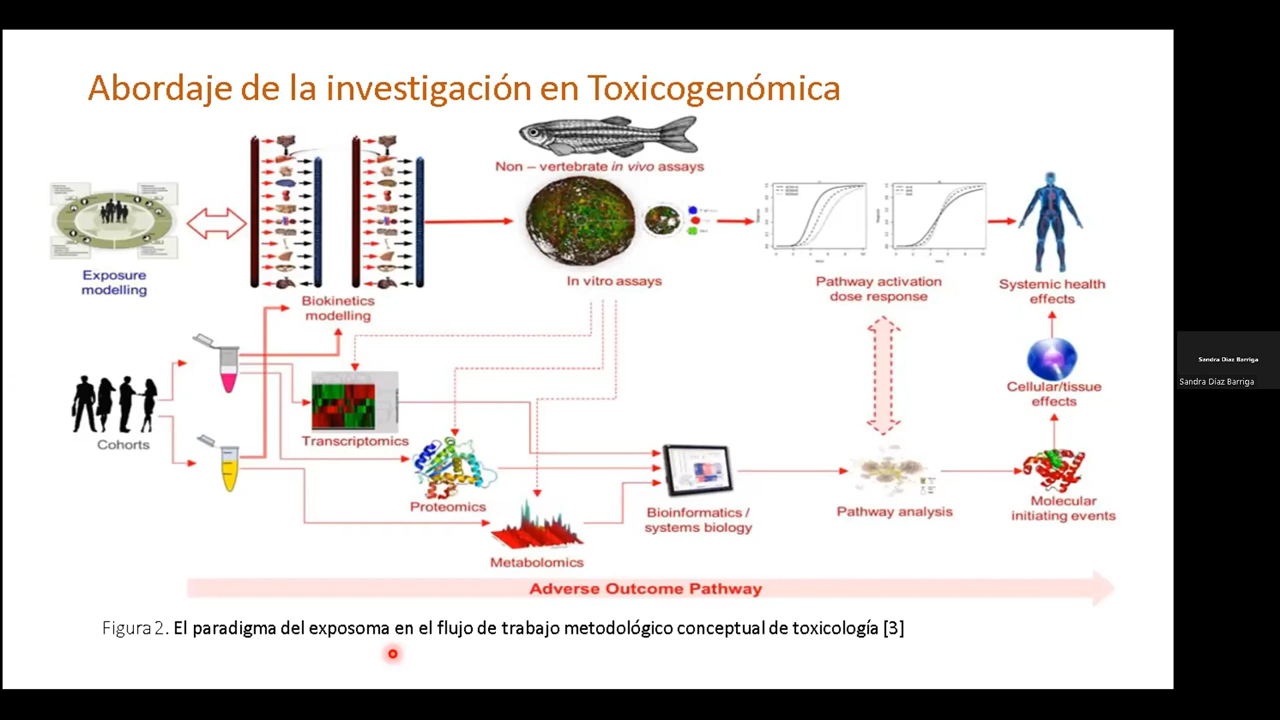 Abordaje de la investigación en Toxicogenómica
Non – vertebrate in vivo assays
Exposure
modelling
Biokinetics
modelling
In vitro assays
Pathway activation
dose response
Systemic health
effects
Cohorts
Transcriptomics
Proteomics
Metabolomics
Bioinformatics /
systems biology
Pathway analysis
Cellular/tissue
effects
Molecular
initiating events
Adverse Outcome Pathway
Figura 2. El paradigma del exposoma en el flujo de trabajo metodológico conceptual de toxicología [3]
Sandra Díaz Barriga
Sandra Díaz Barriga